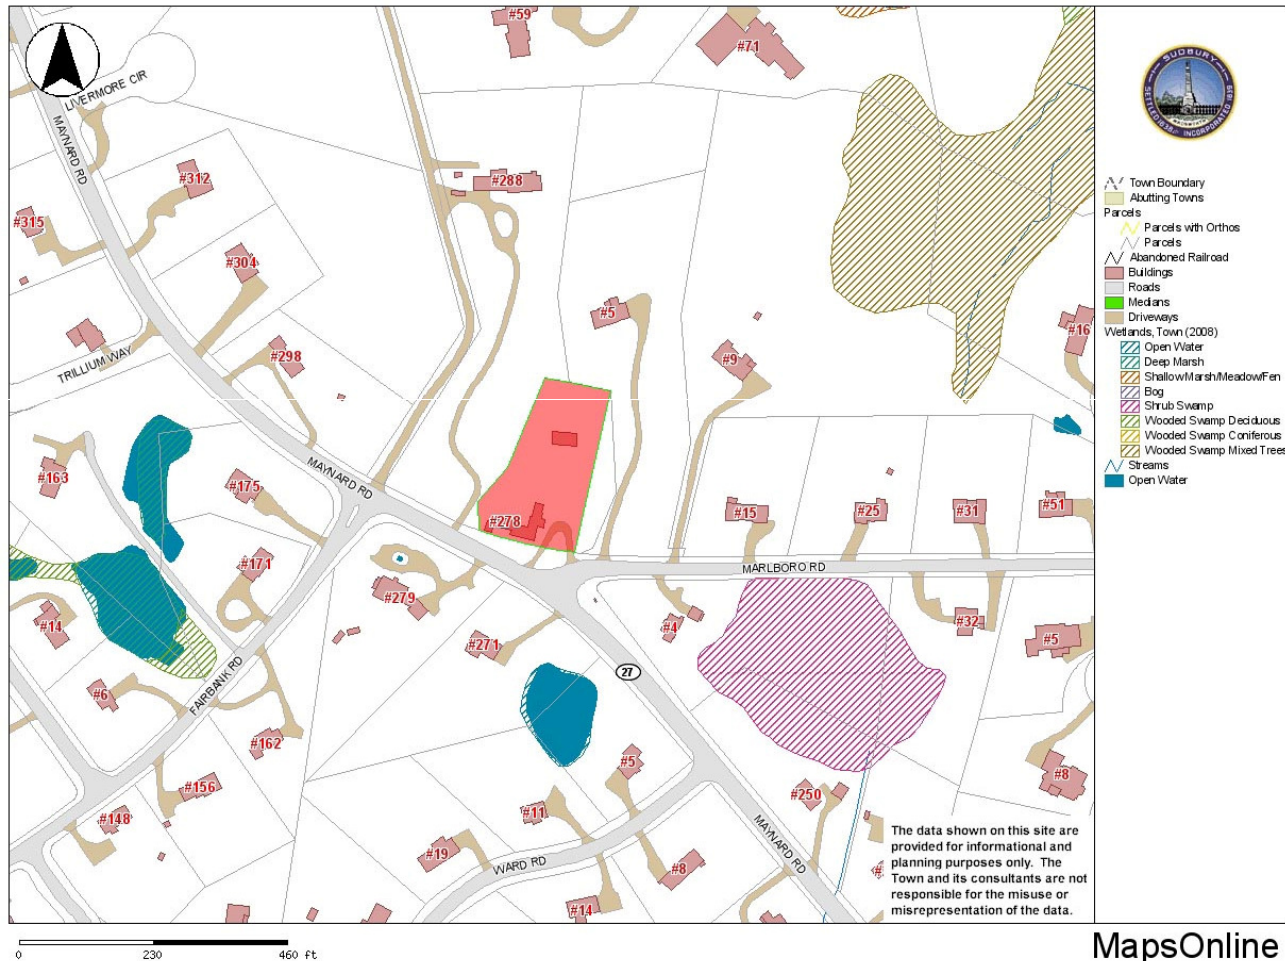 #59
#71
LIVERMORE CIR
MAYNARD RD
#312
#288
#315
#304
#5
#16
#298
#9
TRILLIUM WAY
MAYNARD RD
#163
#175
#278
#15
#25
#31
#51
#171
MARLBORO RD
#279
#14
#4
#32
#271
#5
27
#6
FAIRBANK RD
#162
#5
#8
#156
#250
#11
#148
MAYNARD RD
#19
WARD RD
#8
#14
The data shown on this site are
provided for informational and
planning purposes only. The
Town and its consultants are not
responsible for the misuse or
misrepresentation of the data.
SUDBURY
Town Boundary
Abutting Towns
Parcels
Parcels with Orthos
Parcels
Abandoned Railroad
Buildings
Roads
Medians
Driveways
Wetlands, Town (2008)
Open Water
Deep Marsh
ShallowMarsh/Meadow/Fen
Bog
Shrub Swamp
Wooded Swamp Deciduous
Wooded Swamp Coniferous
Wooded Swamp Mixed Trees
Streams
Open Water
0 230 460 ft
MapsOnline